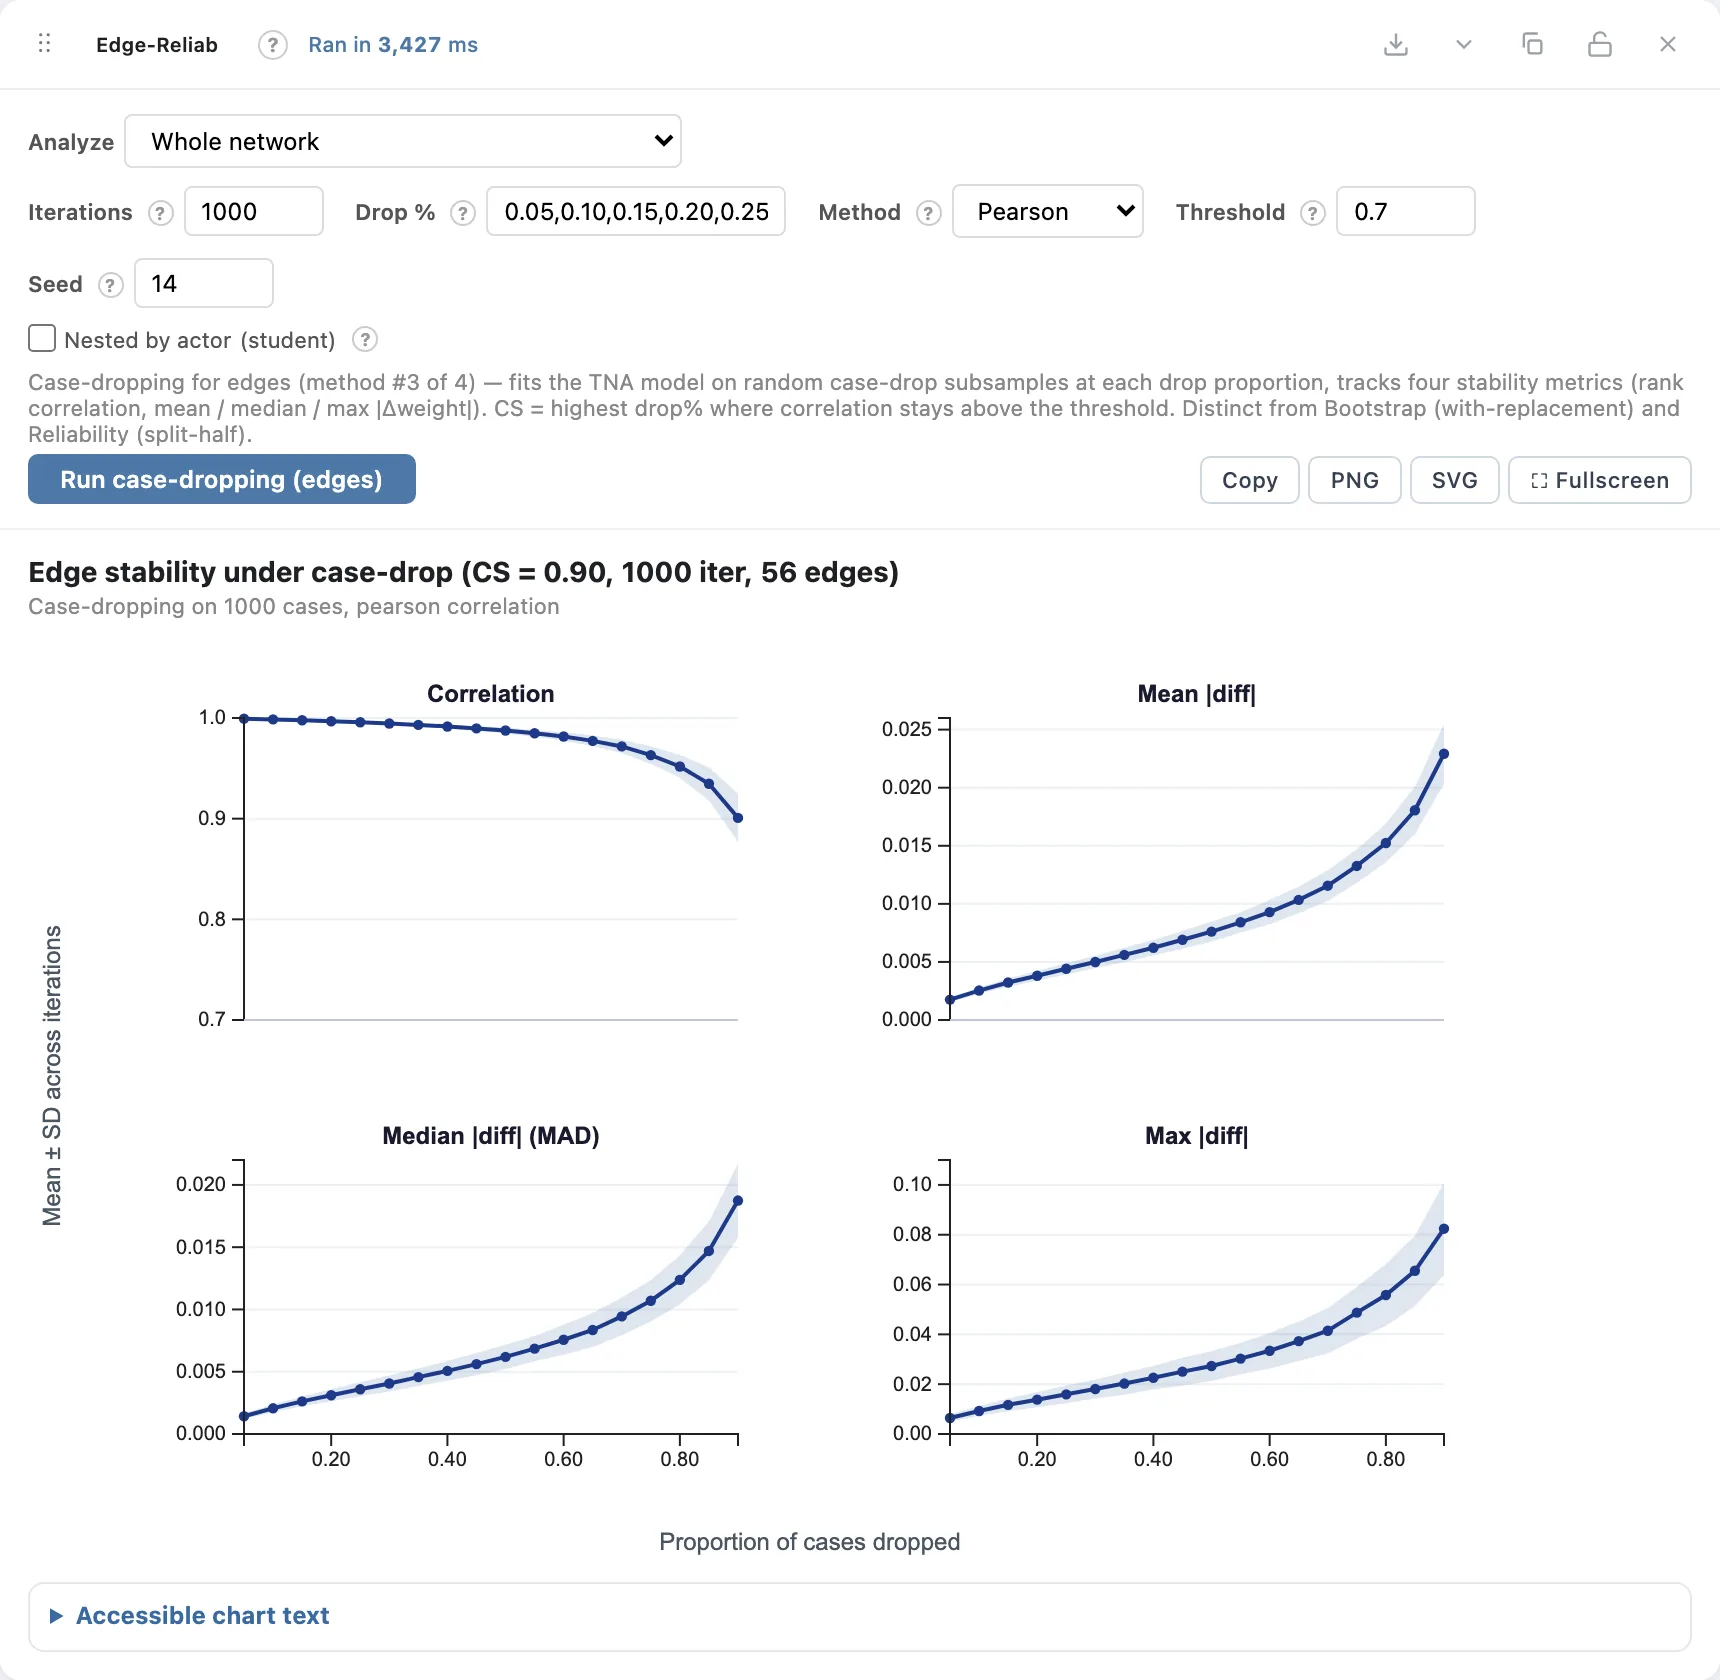 Edge-Reliab ? Ran in 3,427 ms
Analyze Whole network
Iterations ? 1000 Drop % ? 0.05,0.10,0.15,0.20,0.25 Method ? Pearson Threshold ? 0.7
Seed ? 14
Nested by actor (student) ?
Case-dropping for edges (method #3 of 4) — fits the TNA model on random case-drop subsamples at each drop proportion, tracks four stability metrics (rank
correlation, mean / median / max |Δweight|). CS = highest drop% where correlation stays above the threshold. Distinct from Bootstrap (with-replacement) and
Reliability (split-half).
Run case-dropping (edges) Copy PNG SVG Fullscreen
Edge stability under case-drop (CS = 0.90, 1000 iter, 56 edges)
Case-dropping on 1000 cases, pearson correlation
Mean ± SD across iterations
Correlation
1.0
0.9
0.8
0.7
Mean |diff|
0.025
0.020
0.015
0.010
0.005
0.000
Median |diff| (MAD)
0.020
0.015
0.010
0.005
0.000
0.20 0.40 0.60 0.80
Max |diff|
0.10
0.08
0.06
0.04
0.02
0.00
0.20 0.40 0.60 0.80
Proportion of cases dropped
Accessible chart text